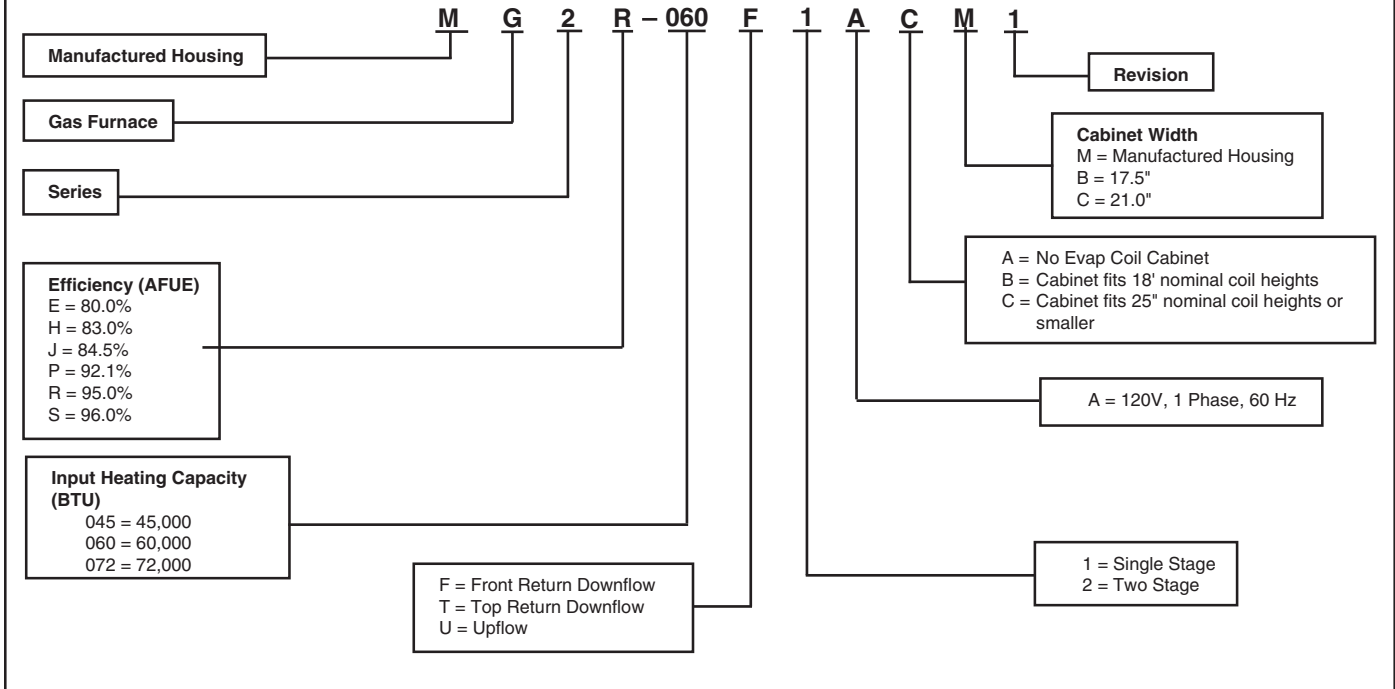 M G 2 R – 060 F 1 A C M 1
Manufactured Housing
Gas Furnace
Series
Efficiency (AFUE)
E = 80.0%
H = 83.0%
J = 84.5%
P = 92.1%
R = 95.0%
S = 96.0%
Input Heating Capacity
(BTU)
045 = 45,000
060 = 60,000
072 = 72,000
F = Front Return Downflow
T = Top Return Downflow
U = Upflow
Revision
Cabinet Width
M = Manufactured Housing
B = 17.5"
C = 21.0"
A = No Evap Coil Cabinet
B = Cabinet fits 18' nominal coil heights
C = Cabinet fits 25" nominal coil heights or
smaller
A = 120V, 1 Phase, 60 Hz
1 = Single Stage
2 = Two Stage